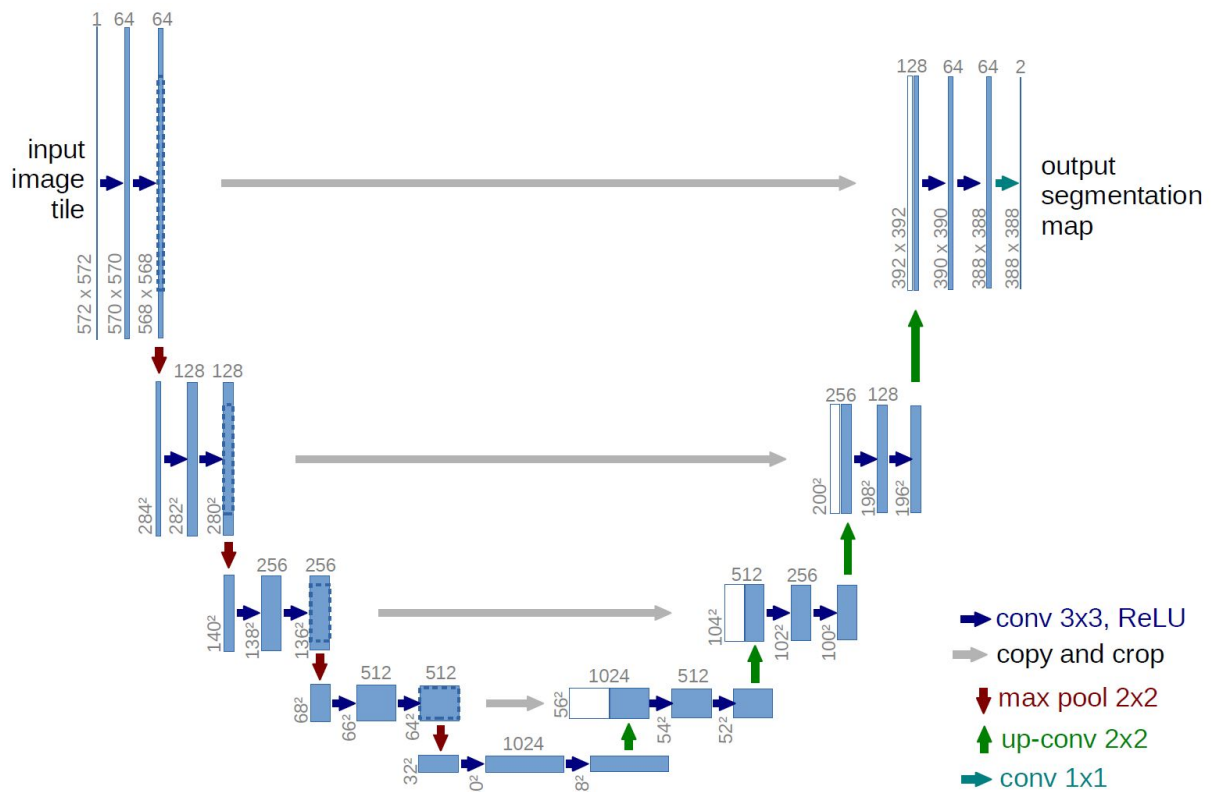 1 64 64
input
image
tile
572 x 572
570 x 570
568 x 568
128 64 64 2
392 x 392
390 x 390
388 x 388
388 x 388
output
segmentation
map
128 128
284²
282²
280²
256 128
200²
198²
196²
256 256
140²
138²
136²
512 256
104²
102²
100²
512 512
68²
66²
64²
1024 512
56²
54²
52²
1024
32²
0²
8²
conv 3x3, ReLU
copy and crop
max pool 2x2
up-conv 2x2
conv 1x1